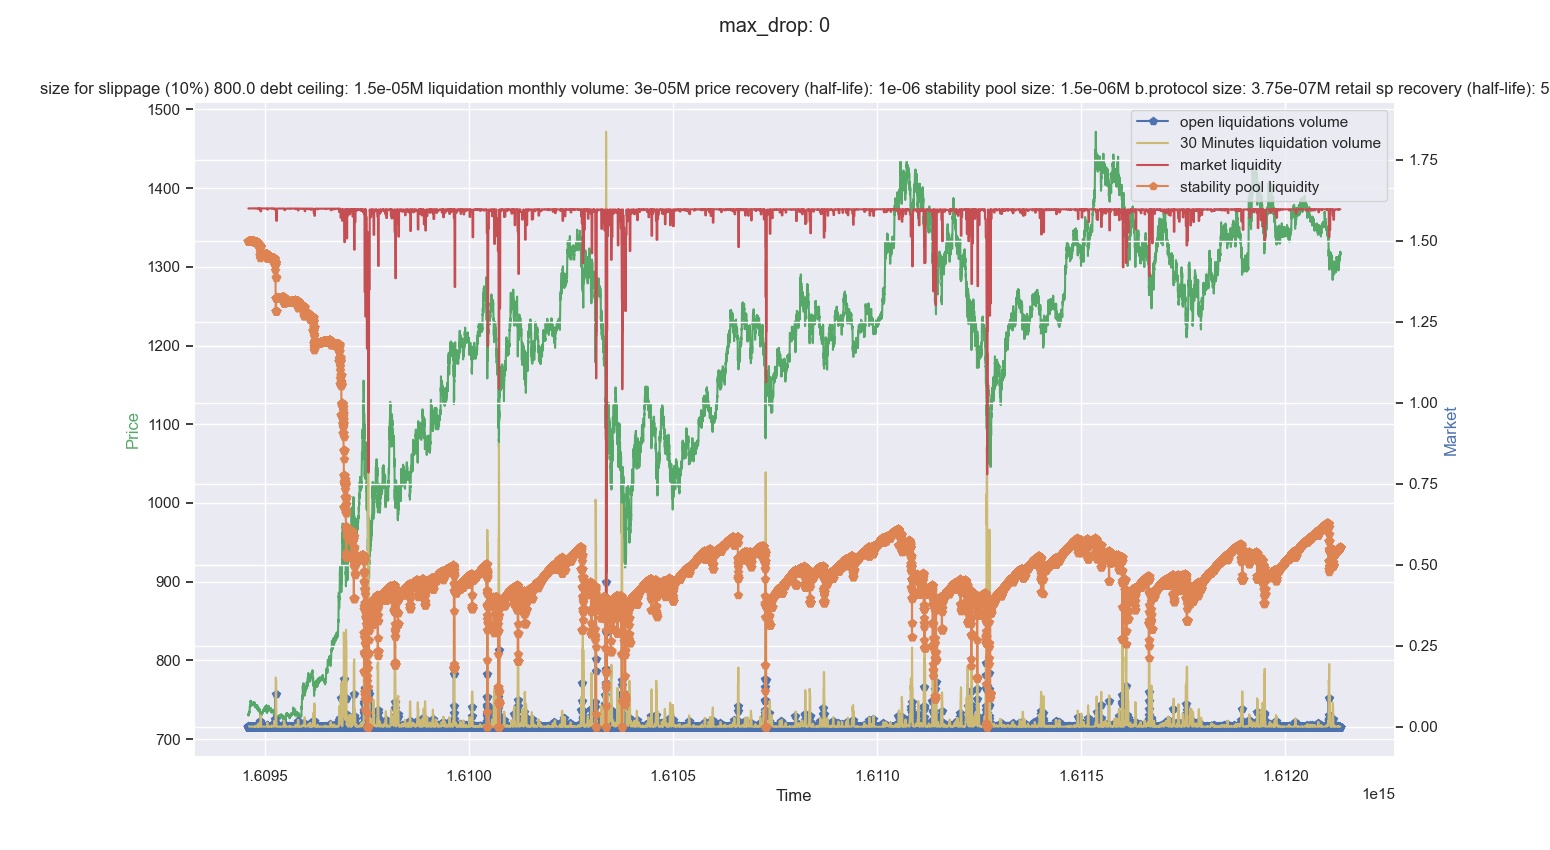 max_drop: 0
size for slippage (10%) 800.0 debt ceiling: 1.5e-05M liquidation monthly volume: 3e-05M price recovery (half-life): 1e-06 stability pool size: 1.5e-06M b.protocol size: 3.75e-07M retail sp recovery (half-life): 5
open liquidations volume
30 Minutes liquidation volume
market liquidity
stability pool liquidity
1500
1400
1300
1200
1100
1000
900
800
700
Price
1.75
1.50
1.25
1.00
0.75
0.50
0.25
0.00
Market
1.6095 1.6100 1.6105 1.6110 1.6115 1.6120
Time
1e15